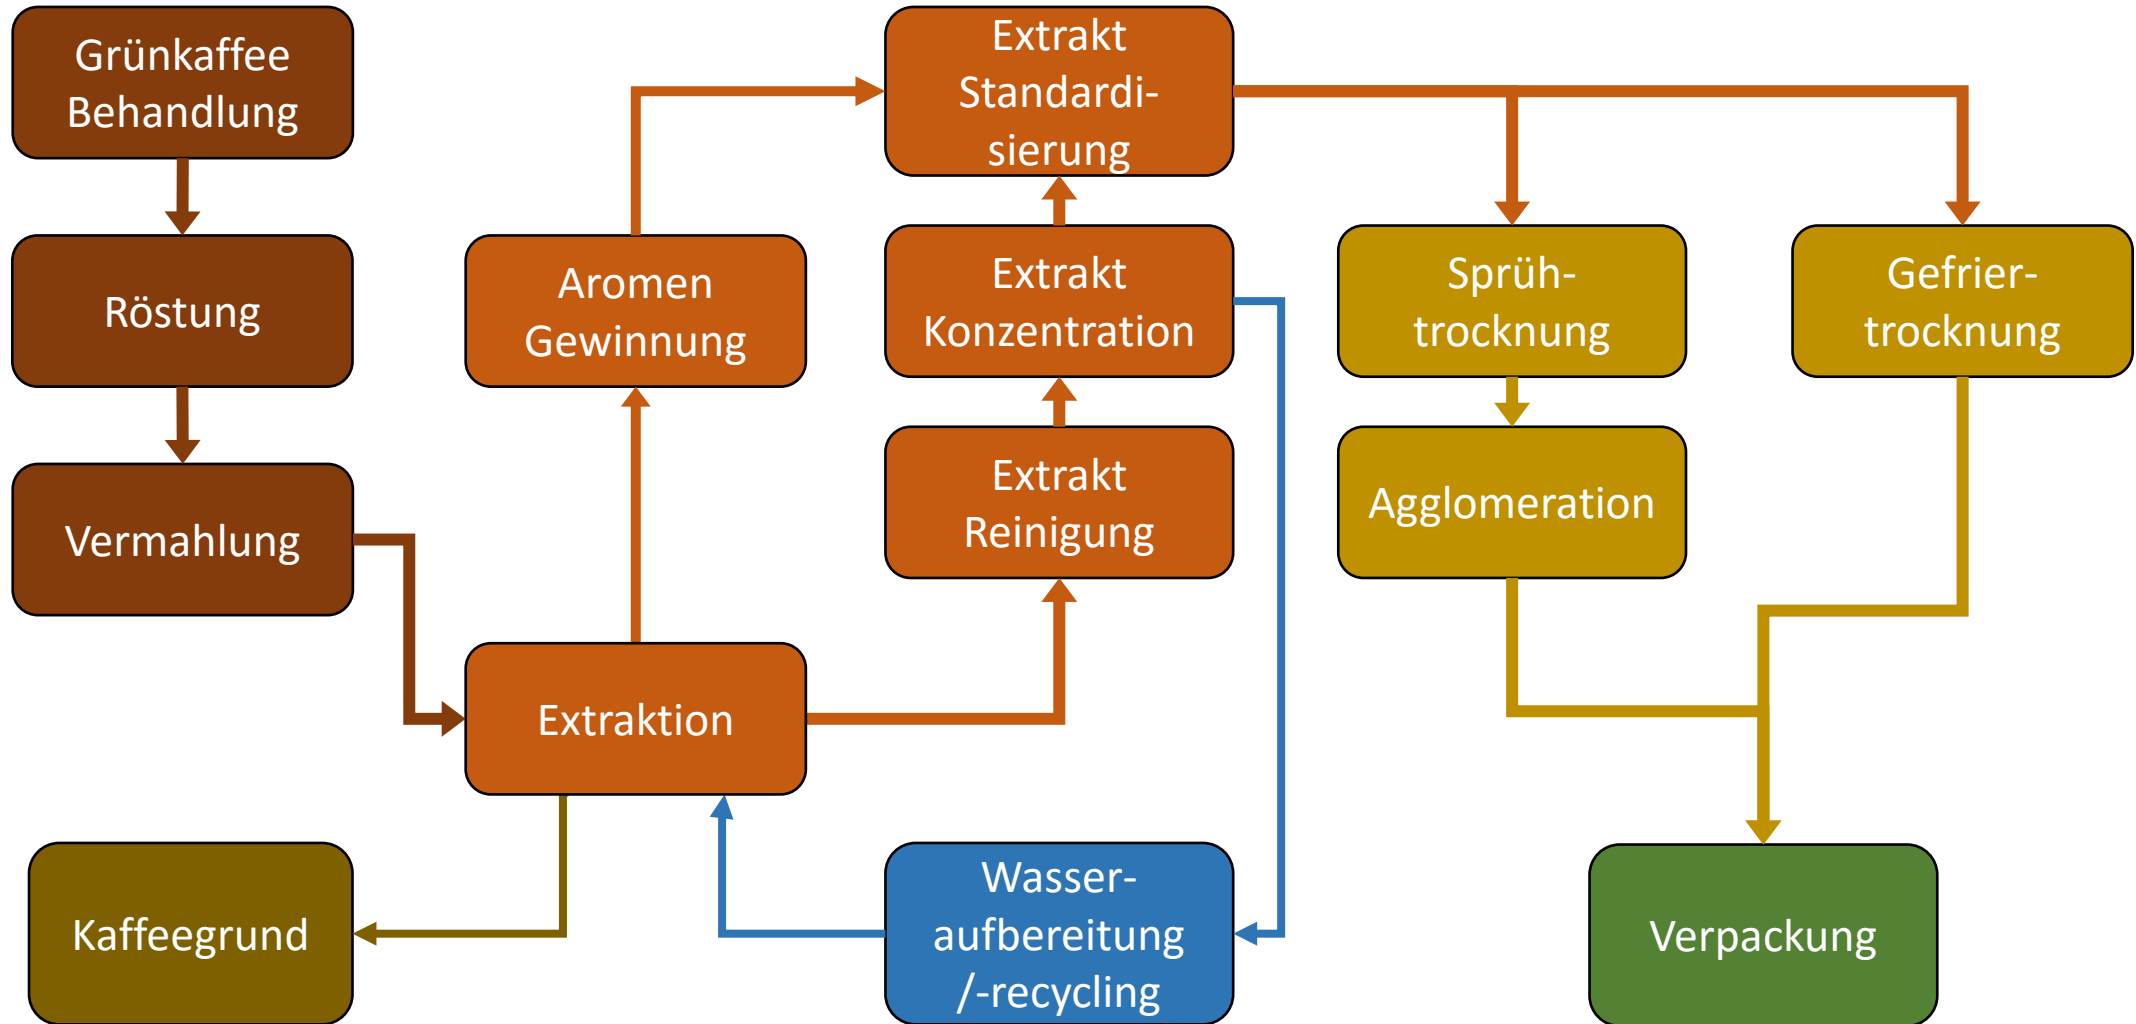 Grünkaffee
Behandlung
Röstung
Vermahlung
Aromen
Gewinnung
Extraktion
Kaffeegrund
Extrakt
Standardi-
sierung
Extrakt
Konzentration
Extrakt
Reinigung
Wasser-
aufbereitung
/-recycling
Sprüh-
trocknung
Agglomeration
Gefrier-
trocknung
Verpackung